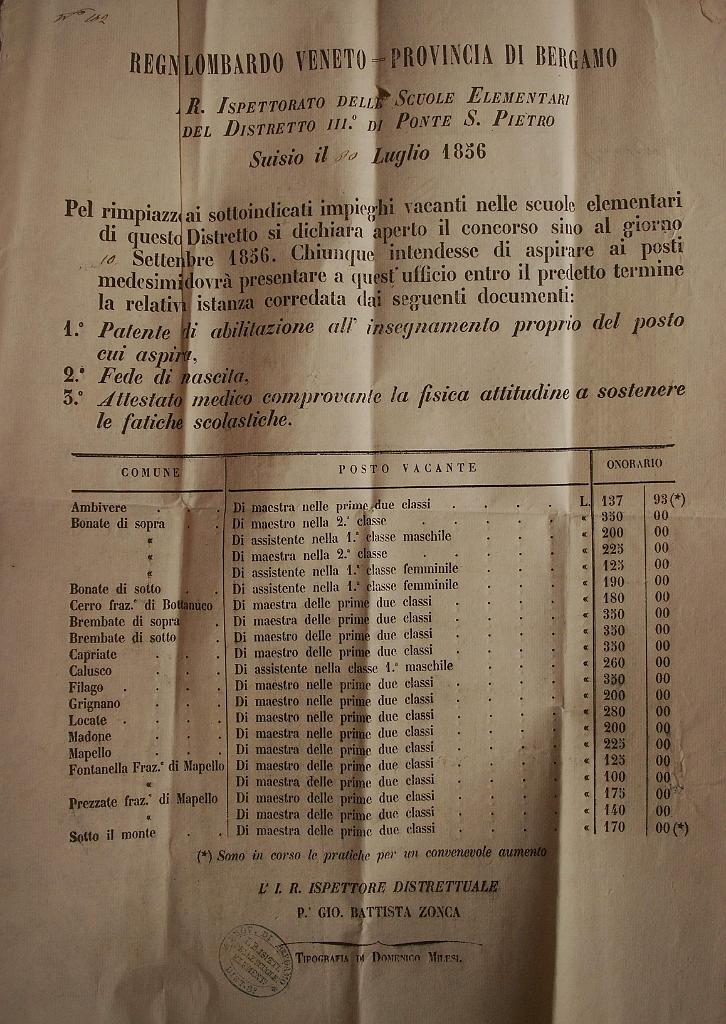 REGN LOMBARDO VENETO = PROVINCIA DI BERGAMO
R. ISPETTORATO DELLE SCUOLE ELEMENTARI
DEL DISTRETTO III.° DI PONTE S. PIETRO
Suisio il Luglio 1856
Pel rimpiazz ai sottoindicati impieghi vacanti nelle scuole elementari
di questo Distretto si dichiara aperto il concorso sino al giorno
10 Settenbre 1856. Chiunque intendesse di aspirare ai posti
medesimi dovrà presentare a quest'ufficio entro il predetto termine
la relativ istanza corredata dai seguenti documenti:
1.° Patente di abilitazione all'insegnamento proprio del posto
cui aspira,
2.° Fede di nascita,
3.° Attestato medico comprovante la fisica attitudine a sostenere
le fatiche scolastiche.
COMUNE POSTO VACANTE ONORARIO
Ambivere . . . Di maestra nelle prime due classi . . . . L. 137 93(*)
Bonate di sopra . . Di maestro nella 2.ª classe . . . . . « 350 00
« Di assistente nella 1.ª classe maschile . . . « 200 00
« Di maestra nella 2.ª classe . . . . . « 225 00
« Di assistente nella 1.ª classe femminile . . . « 125 00
Bonate di sotto . . Di assistente nella 1.ª classe femminile . . . « 190 00
Cerro fraz.ᵉ di Bottanuco Di maestra delle prime due classi . . . . « 180 00
Brembate di sopra . Di maestro delle prime due classi . . . . « 350 00
Brembate di sotto . Di maestro delle prime due classi . . . . « 350 00
Capriate . . . Di maestro delle prime due classi . . . . « 350 00
Calusco . . . Di assistente nella classe 1.ª maschile . . . « 260 00
Filago . . . . Di maestro nelle prime due classi . . . . « 350 00
Grignano . . . Di maestro nelle prime due classi . . . . « 200 00
Locate . . . . Di maestro nelle prime due classi . . . . « 280 00
Madone . . . Di maestra delle prime due classi . . . . « 200 00
Mapello . . . Di maestra delle prime due classi . . . . « 225 00
Fontanella Fraz.ᵉ di Mapello Di maestro delle prime due classi . . . . « 125 00
« Di maestra delle prime due classi . . . . « 100 00
Prezzate fraz.ᵉ di Mapello Di maestro delle prime due classi . . . . « 175 00
« Di maestra delle prime due classi . . . . « 140 00
Sotto il monte . . Di maestra delle prime due classi . . . . « 170 00(*)
(*) Sono in corso le pratiche per un convenevole aumento
L'I. R. ISPETTORE DISTRETTUALE
P.ᵉ GIO. BATTISTA ZONCA
TIPOGRAFIA DI DOMENICO MILESI.